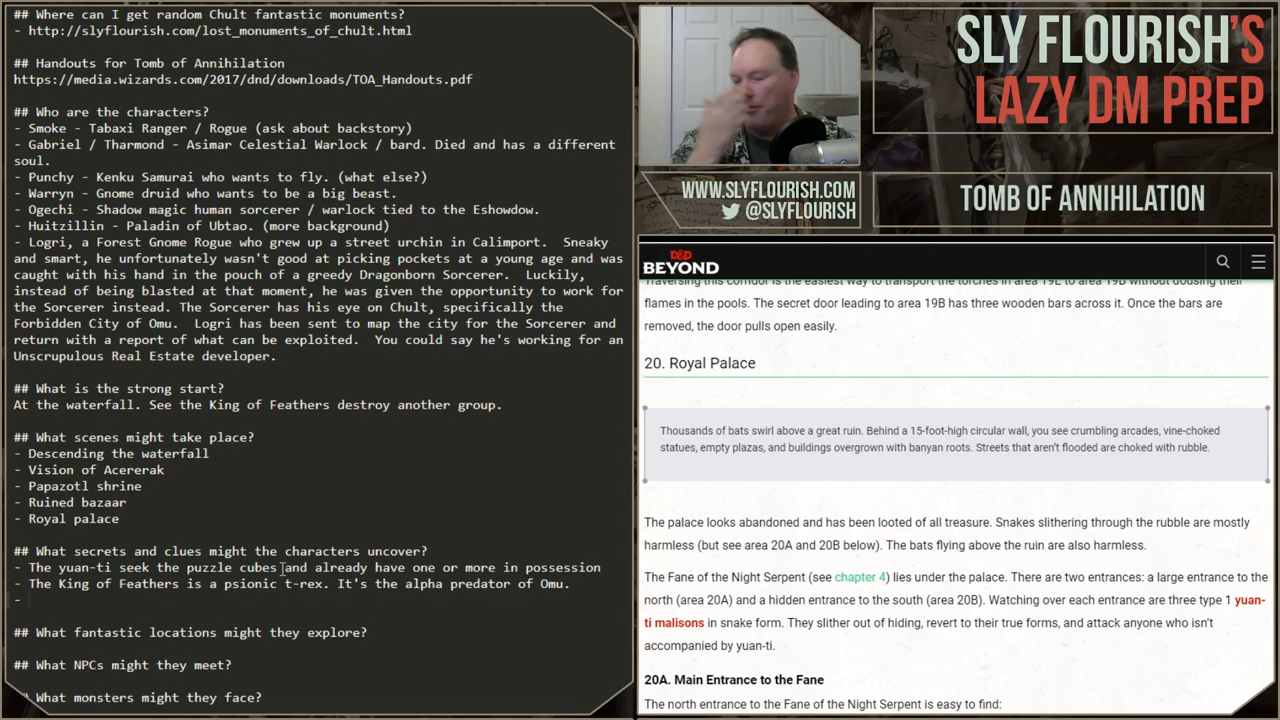 ## Where can I get random Chult fantastic monuments?
- http://slyflourish.com/lost_monuments_of_chult.html
## Handouts for Tomb of Annihilation
https://media.wizards.com/2017/dnd/downloads/TOA_Handouts.pdf
## Who are the characters?
- Smoke - Tabaxi Ranger / Rogue (ask about backstory)
- Gabriel / Tharmond - Asimar Celestial Warlock / bard. Died and has a different
soul.
- Punchy - Kenku Samurai who wants to fly. (what else?)
- Warryn - Gnome druid who wants to be a big beast.
- Ogechi - Shadow magic human sorcerer / warlock tied to the Eshowdow.
- Huitzillin - Paladin of Ubtao. (more background)
- Logri, a Forest Gnome Rogue who grew up a street urchin in Calimport.  Sneaky
and smart, he unfortunately wasn't good at picking pockets at a young age and was
caught with his hand in the pouch of a greedy Dragonborn Sorcerer.  Luckily,
instead of being blasted at that moment, he was given the opportunity to work for
the Sorcerer instead. The Sorcerer has his eye on Chult, specifically the
Forbidden City of Omu.  Logri has been sent to map the city for the Sorcerer and
return with a report of what can be exploited.  You could say he's working for an
Unscrupulous Real Estate developer.
## What is the strong start?
At the waterfall. See the King of Feathers destroy another group.
## What scenes might take place?
- Descending the waterfall
- Vision of Acererak
- Papazotl shrine
- Ruined bazaar
- Royal palace
## What secrets and clues might the characters uncover?
- The yuan-ti seek the puzzle cubes and already have one or more in possession
- The King of Feathers is a psionic t-rex. It's the alpha predator of Omu.
-
## What fantastic locations might they explore?
## What NPCs might they meet?
## What monsters might they face?
SLY FLOURISH'S
LAZY DM PREP
WWW.SLYFLOURISH.COM
@SLYFLOURISH
TOMB OF ANNIHILATION
D&D
BEYOND
Traversing this corridor is the easiest way to transport the torches in area 19E to area 19B without dousing their
flames in the pools. The secret door leading to area 19B has three wooden bars across it. Once the bars are
removed, the door pulls open easily.
20. Royal Palace
Thousands of bats swirl above a great ruin. Behind a 15-foot-high circular wall, you see crumbling arcades, vine-choked
statues, empty plazas, and buildings overgrown with banyan roots. Streets that aren't flooded are choked with rubble.
The palace looks abandoned and has been looted of all treasure. Snakes slithering through the rubble are mostly
harmless (but see area 20A and 20B below). The bats flying above the ruin are also harmless.
The Fane of the Night Serpent (see chapter 4) lies under the palace. There are two entrances: a large entrance to the
north (area 20A) and a hidden entrance to the south (area 20B). Watching over each entrance are three type 1 yuan-
ti malisons in snake form. They slither out of hiding, revert to their true forms, and attack anyone who isn't
accompanied by yuan-ti.
20A. Main Entrance to the Fane
The north entrance to the Fane of the Night Serpent is easy to find: